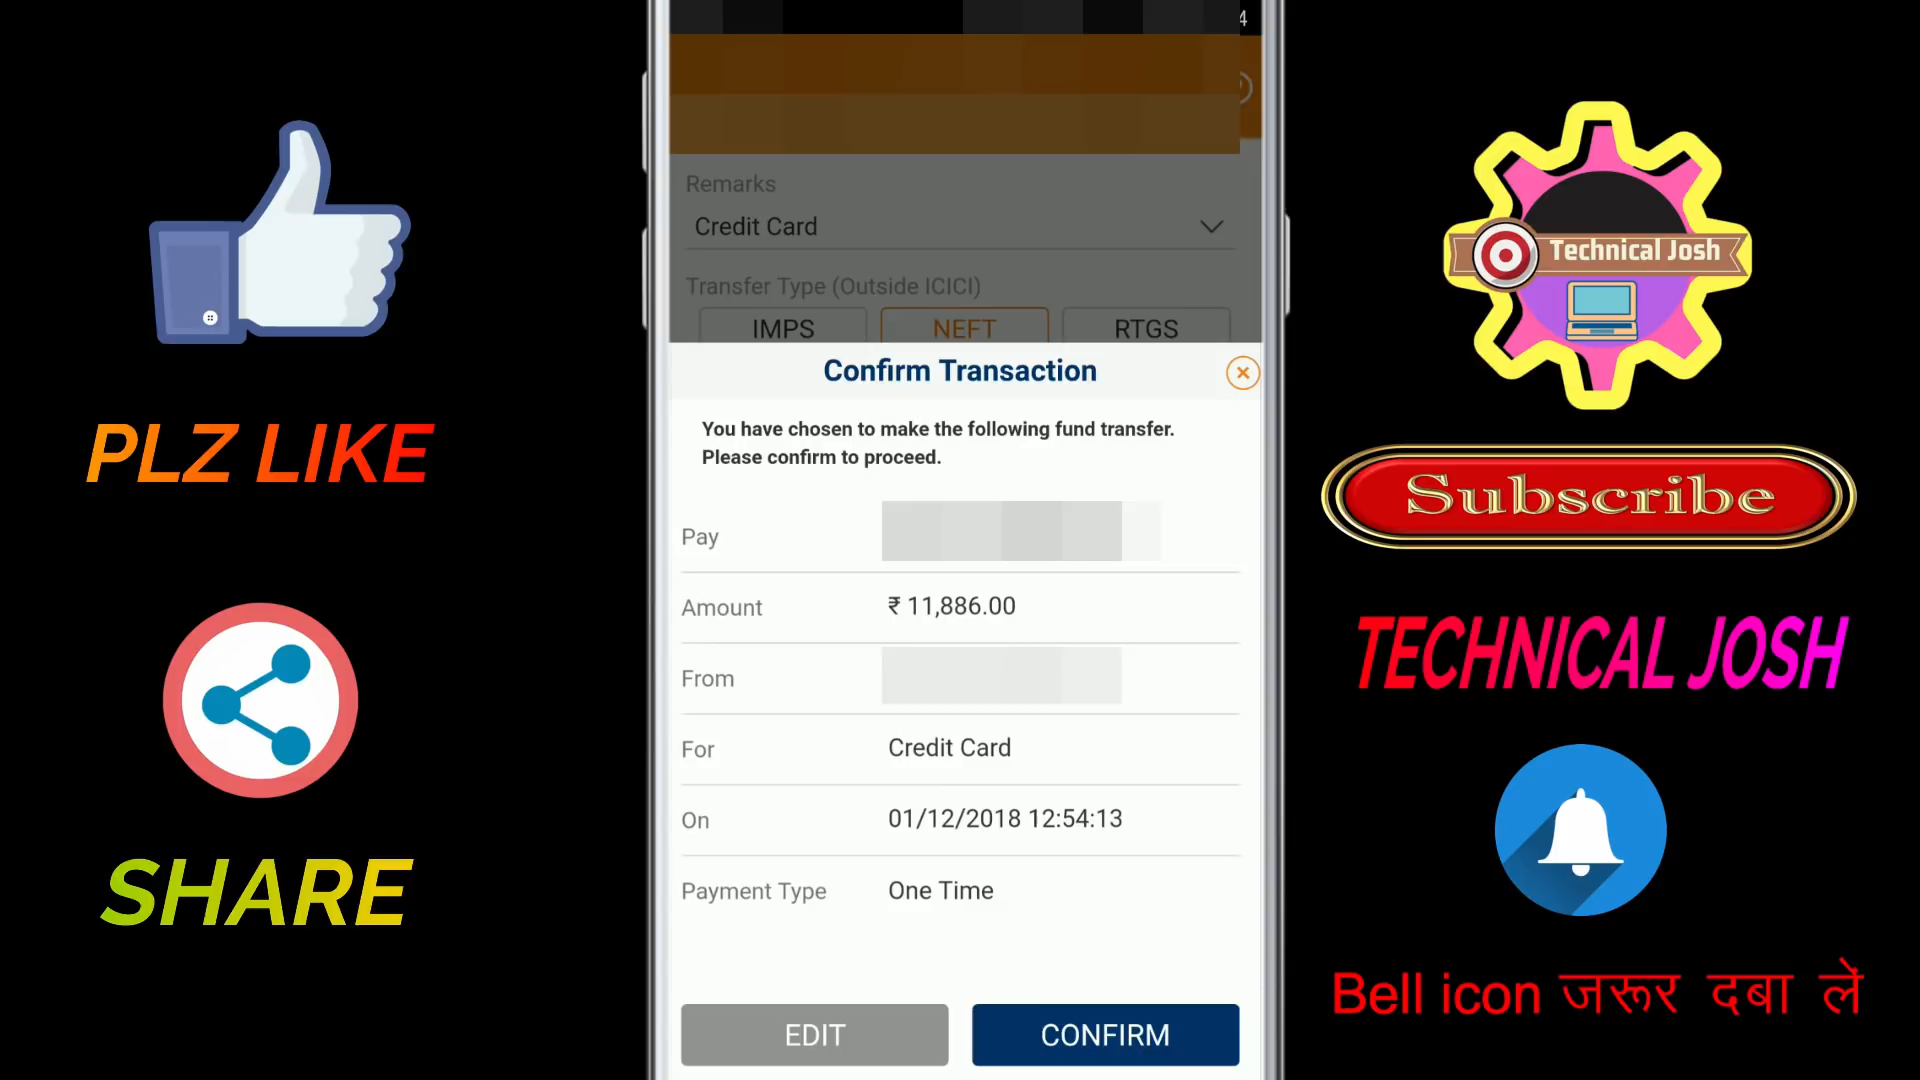 4
Remarks
Credit Card
Transfer Type (Outside ICICI)
IMPS
NEFT
RTGS
Confirm Transaction
You have chosen to make the following fund transfer.
Please confirm to proceed.
Pay
Amount
₹ 11,886.00
From
For
Credit Card
On
01/12/2018 12:54:13
Payment Type
One Time
EDIT
CONFIRM
PLZ LIKE
SHARE
Technical Josh
Subscribe
TECHNICAL JOSH
Bell icon जरूर दबा लें